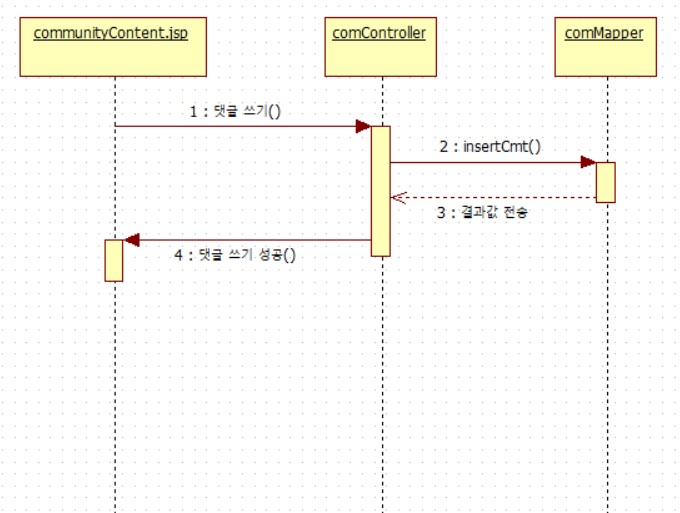 communityContent.jsp
comController
comMapper
1 : 댓글 쓰기()
2 : insertCmt()
3 : 결과값 전송
4 : 댓글 쓰기 성공()